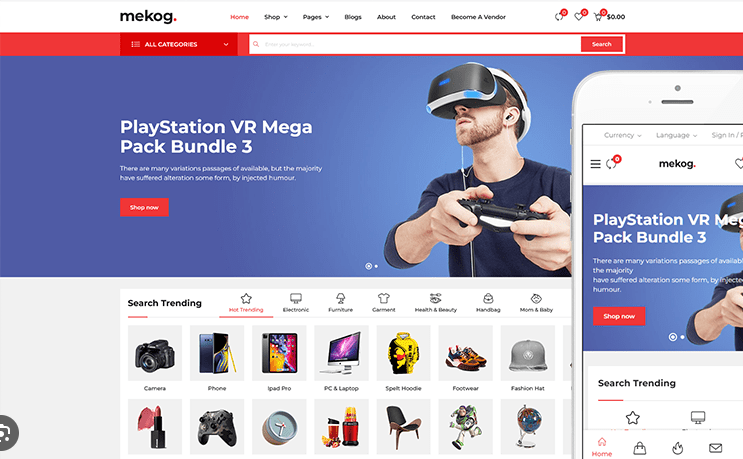 mekog.
Home Shop Pages Blogs About Contact Become A Vendor
0 0 0 $0.00
ALL CATEGORIES
Enter your keyword...
Search
PlayStation VR Mega
Pack Bundle 3
There are many variations passages of available, but the majority
have suffered alteration some form, by injected humour.
Shop now
Search Trending
Hot Trending Electronic Furniture Garment Health & Beauty Handbag Mom & Baby
Camera Phone Ipad Pro PC & Laptop Spelt Hoodie Footwear Fashion Hat
Currency Language Sign In /
0
mekog.
PlayStation VR Meg
Pack Bundle 3
There are many variations passages of available
the majority
have suffered alteration some form, by injected
humour.
Shop now
Search Trending
Home